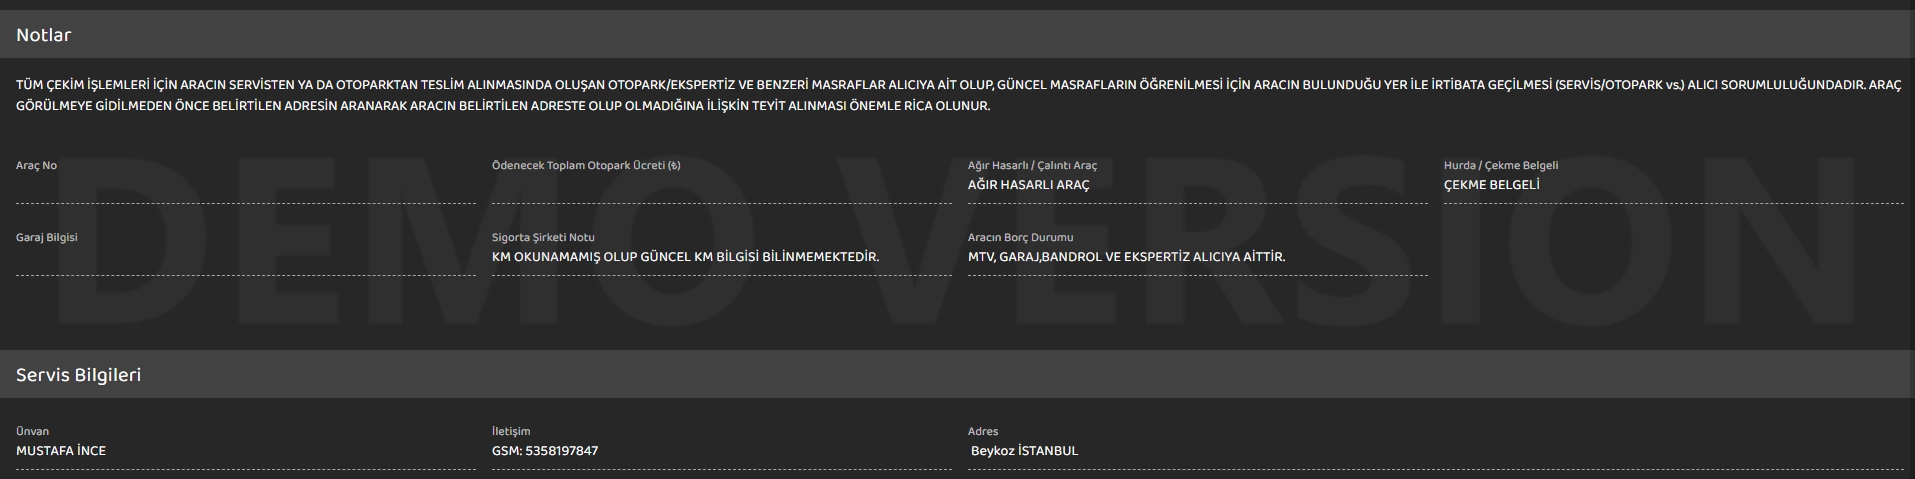 Notlar
TÜM ÇEKİM İŞLEMLERİ İÇİN ARACIN SERVİSTEN YA DA OTOPARKTAN TESLİM ALINMASINDA OLUŞAN OTOPARK/EKSPERTİZ VE BENZERİ MASRAFLAR ALICIYA AİT OLUP, GÜNCEL MASRAFLARIN ÖĞRENİLMESİ İÇİN ARACIN BULUNDUĞU YER İLE İRTİBATA GEÇİLMESİ (SERVİS/OTOPARK vs.) ALICI SORUMLULUĞUNDADIR. ARAÇ
GÖRÜLMEYE GİDİLMEDEN ÖNCE BELİRTİLEN ADRESİN ARANARAK ARACIN BELİRTİLEN ADRESTE OLUP OLMADIĞINA İLİŞKİN TEYİT ALINMASI ÖNEMLE RİCA OLUNUR.
DEMO VERSION
Araç No
Ödenecek Toplam Otopark Ücreti (₺)
Ağır Hasarlı / Çalıntı Araç
AĞIR HASARLI ARAÇ
Hurda / Çekme Belgeli
ÇEKME BELGELİ
Garaj Bilgisi
Sigorta Şirketi Notu
KM OKUNAMAMIŞ OLUP GÜNCEL KM BİLGİSİ BİLİNMEMEKTEDİR.
Aracın Borç Durumu
MTV, GARAJ,BANDROL VE EKSPERTİZ ALICIYA AİTTİR.
Servis Bilgileri
Ünvan
MUSTAFA İNCE
İletişim
GSM: 5358197847
Adres
Beykoz İSTANBUL